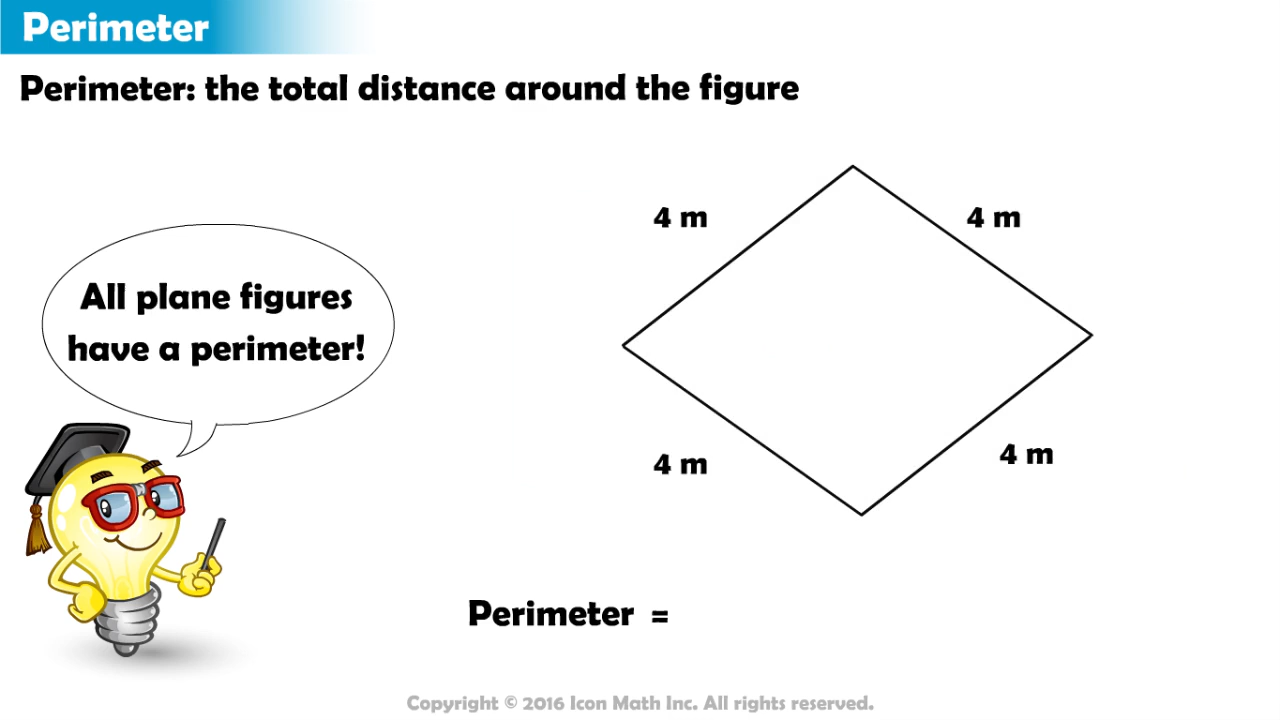 Perimeter
Perimeter: the total distance around the figure
4 m
4 m
All plane figures
have a perimeter!
4 m
4 m
Perimeter =
Copyright © 2016 Icon Math Inc. All rights reserved.